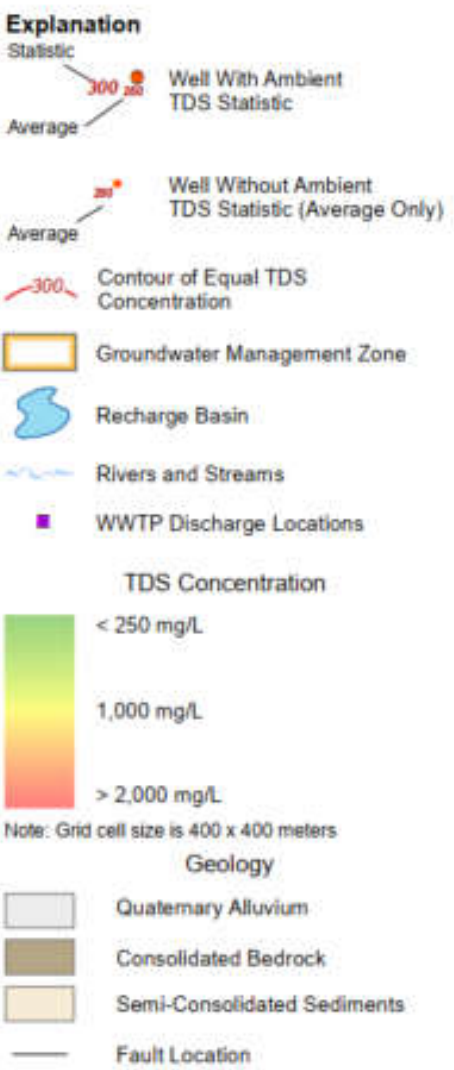 Explanation
Statistic
300 260
Well With Ambient
TDS Statistic
Average
280
Well Without Ambient
TDS Statistic (Average Only)
Average
300
Contour of Equal TDS
Concentration
Groundwater Management Zone
Recharge Basin
Rivers and Streams
WWTP Discharge Locations
TDS Concentration
< 250 mg/L
1,000 mg/L
> 2,000 mg/L
Note: Grid cell size is 400 x 400 meters
Geology
Quaternary Alluvium
Consolidated Bedrock
Semi-Consolidated Sediments
Fault Location